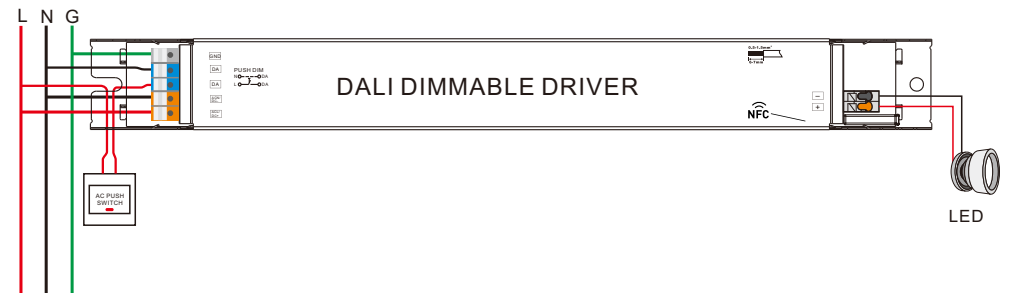 L N G
GND
DA
DA
PUSH DIM
N DA
L DA
DALI DIMMABLE DRIVER
NFC
−
+
AC PUSH
SWITCH
LED